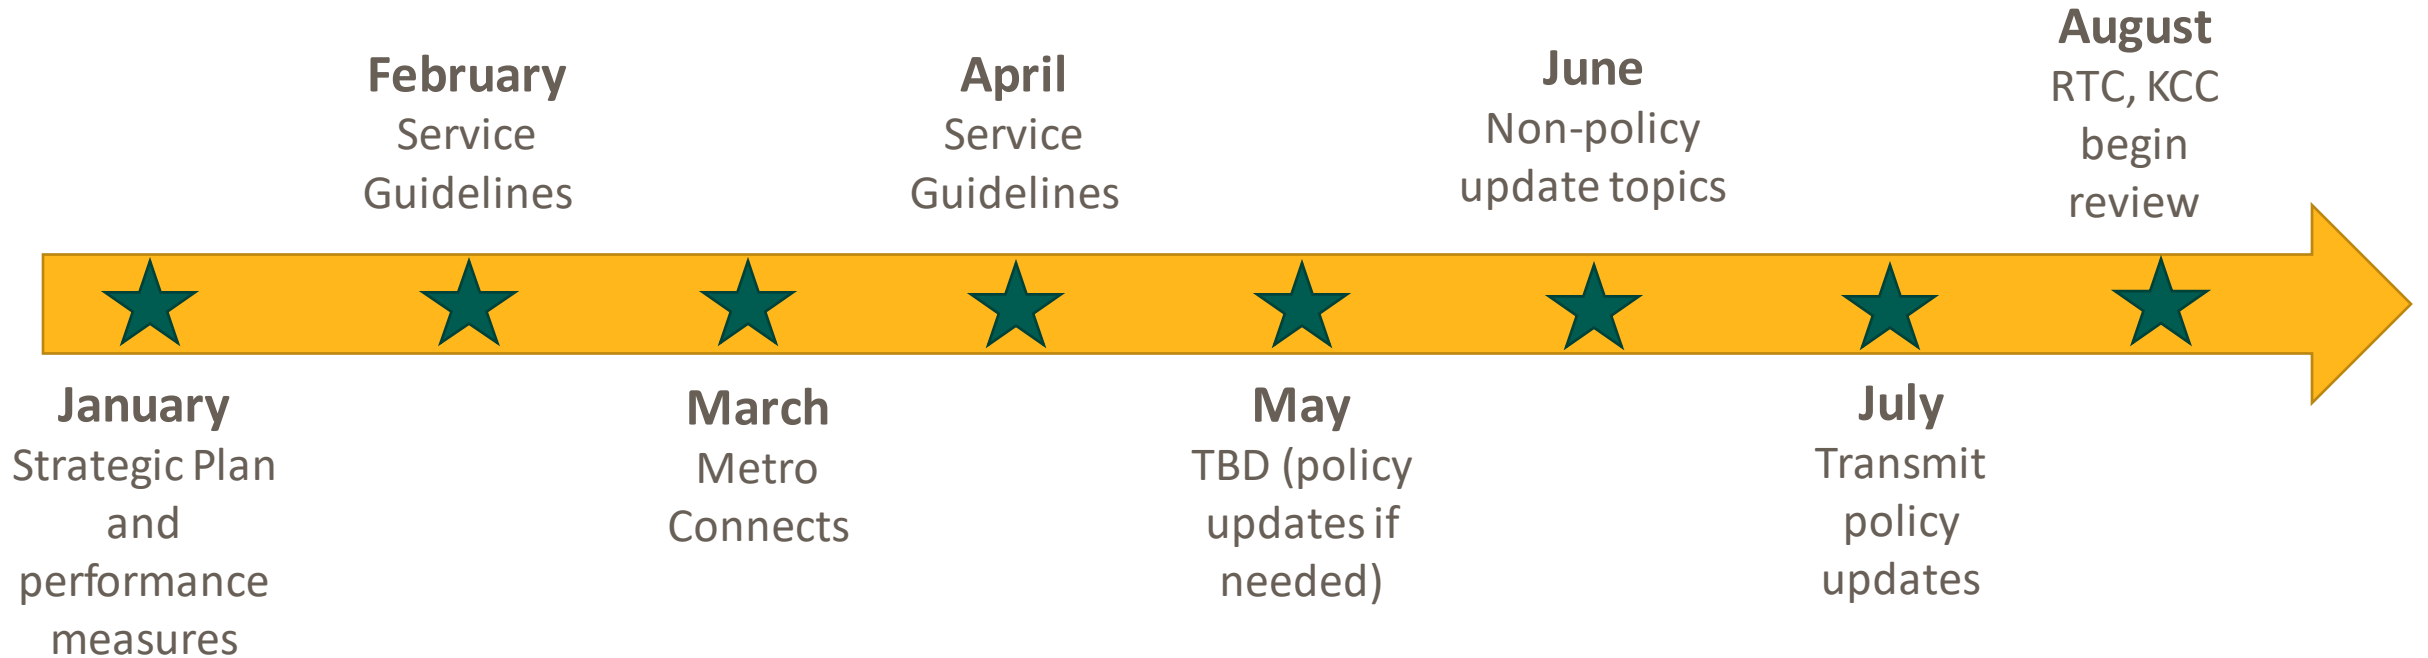 January
Strategic Plan
and
performance
measures
February
Service
Guidelines
March
Metro
Connects
April
Service
Guidelines
May
TBD (policy
updates if
needed)
June
Non-policy
update topics
July
Transmit
policy
updates
August
RTC, KCC
begin
review